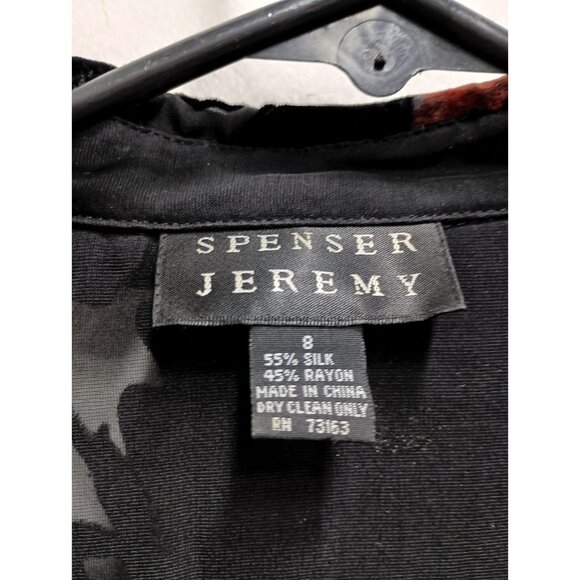 SPENSER
JEREMY
8
55% SILK
45% RAYON
MADE IN CHINA
DRY CLEAN ONLY
RN 73163